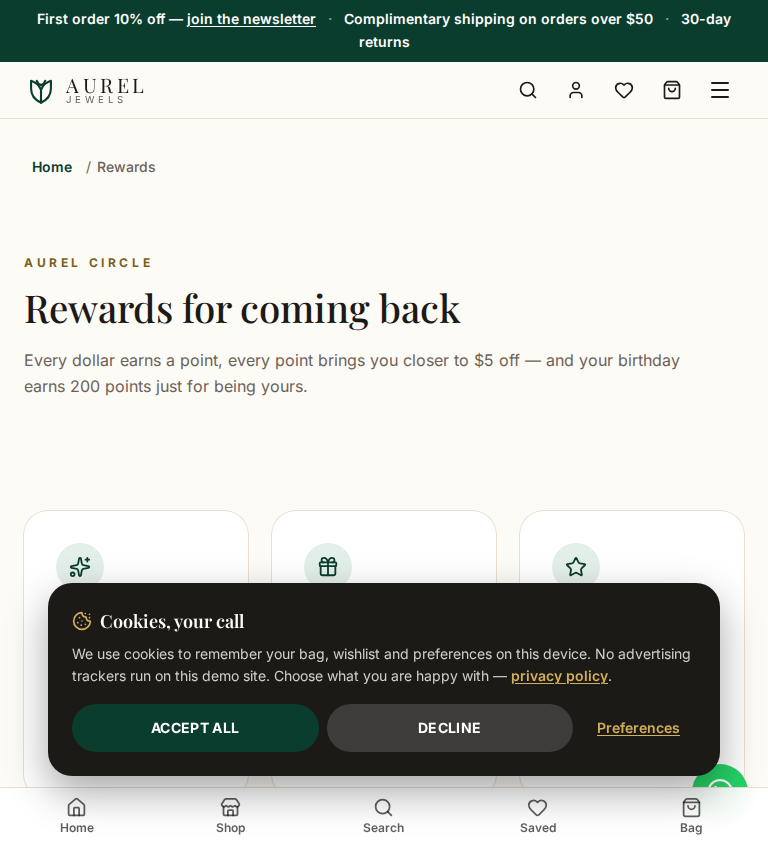 First order 10% off — join the newsletter · Complimentary shipping on orders over $50 · 30-day
returns
AUREL
JEWELS
Home / Rewards
AUREL CIRCLE
Rewards for coming back
Every dollar earns a point, every point brings you closer to $5 off — and your birthday
earns 200 points just for being yours.
Cookies, your call
We use cookies to remember your bag, wishlist and preferences on this device. No advertising
trackers run on this demo site. Choose what you are happy with — privacy policy.
ACCEPT ALL DECLINE Preferences
Home Shop Search Saved Bag